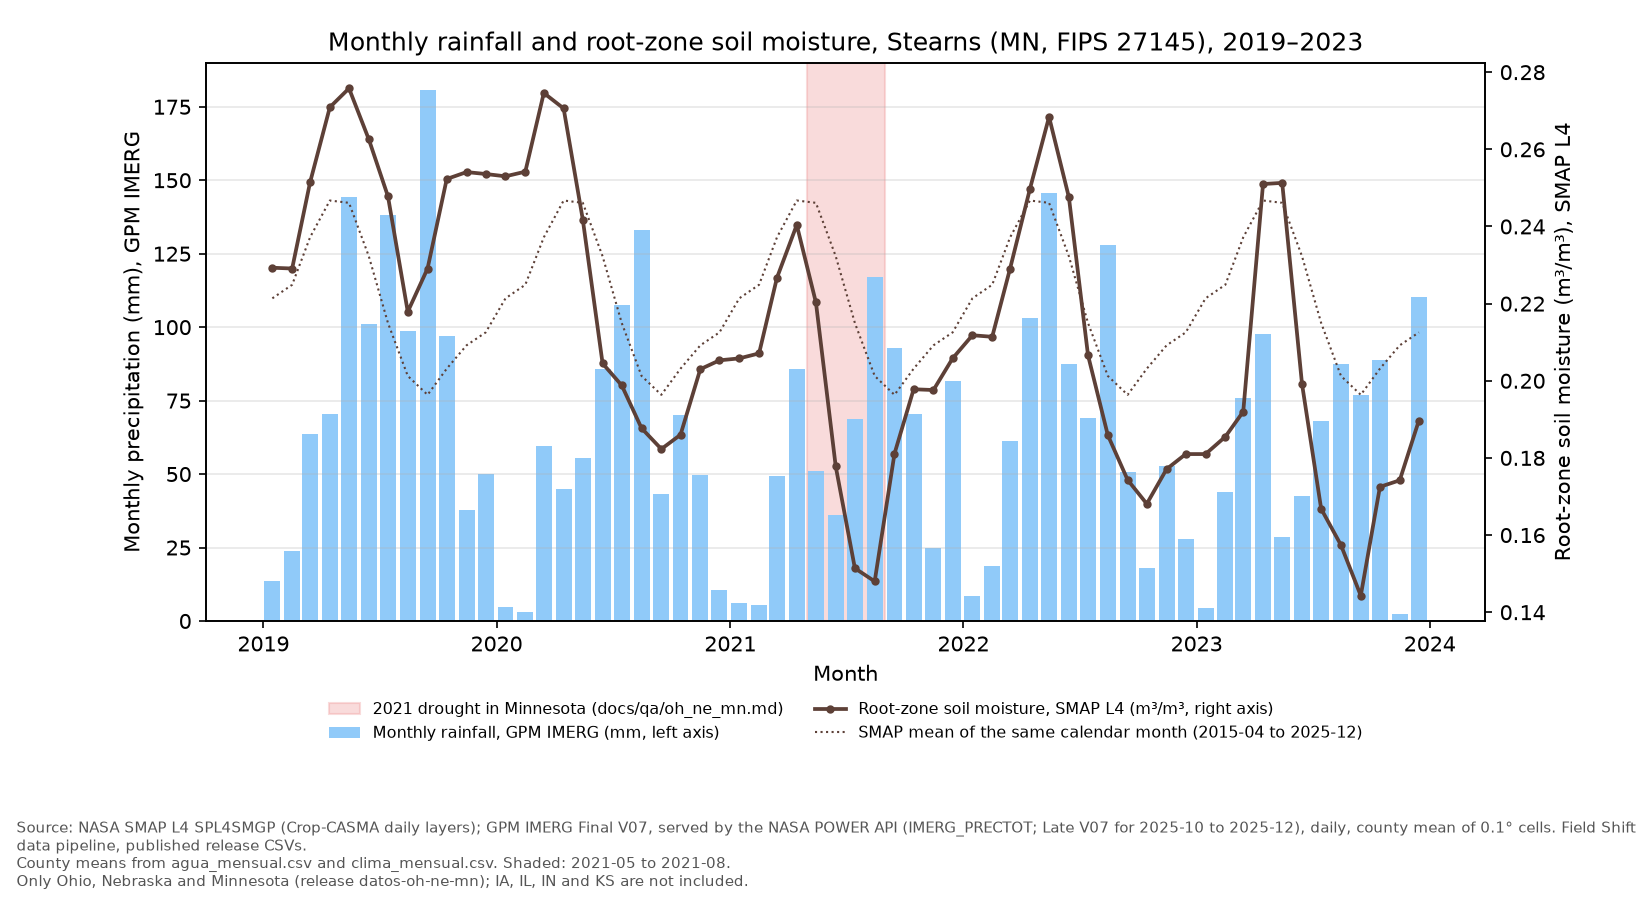 Monthly rainfall and root-zone soil moisture, Stearns (MN, FIPS 27145), 2019–2023
Monthly precipitation (mm), GPM IMERG
175
150
125
100
75
50
25
0
0.28
0.26
0.24
0.22
0.20
0.18
0.16
0.14
Root-zone soil moisture (m³/m³), SMAP L4
2019 2020 2021 2022 2023 2024
Month
2021 drought in Minnesota (docs/qa/oh_ne_mn.md)
Monthly rainfall, GPM IMERG (mm, left axis)
Root-zone soil moisture, SMAP L4 (m³/m³, right axis)
SMAP mean of the same calendar month (2015-04 to 2025-12)
Source: NASA SMAP L4 SPL4SMGP (Crop-CASMA daily layers); GPM IMERG Final V07, served by the NASA POWER API (IMERG_PRECTOT; Late V07 for 2025-10 to 2025-12), daily, county mean of 0.1° cells. Field Shift
data pipeline, published release CSVs.
County means from agua_mensual.csv and clima_mensual.csv. Shaded: 2021-05 to 2021-08.
Only Ohio, Nebraska and Minnesota (release datos-oh-ne-mn); IA, IL, IN and KS are not included.